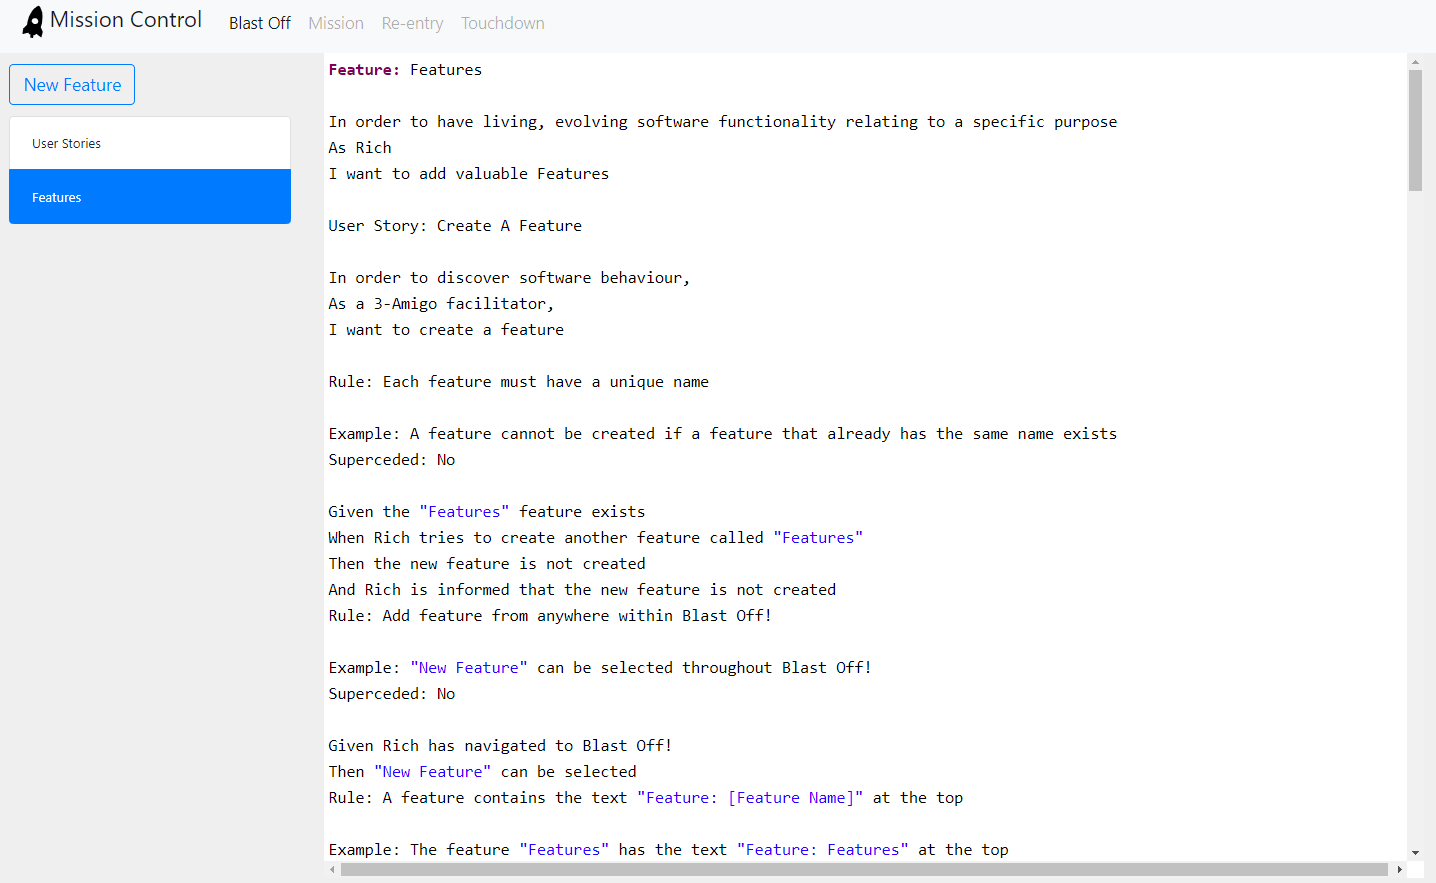 Mission Control
Blast Off
Mission
Re-entry
Touchdown
New Feature
User Stories
Features
Feature: Features
In order to have living, evolving software functionality relating to a specific purpose
As Rich
I want to add valuable Features
User Story: Create A Feature
In order to discover software behaviour,
As a 3-Amigo facilitator,
I want to create a feature
Rule: Each feature must have a unique name
Example: A feature cannot be created if a feature that already has the same name exists
Superceded: No
Given the "Features" feature exists
When Rich tries to create another feature called "Features"
Then the new feature is not created
And Rich is informed that the new feature is not created
Rule: Add feature from anywhere within Blast Off!
Example: "New Feature" can be selected throughout Blast Off!
Superceded: No
Given Rich has navigated to Blast Off!
Then "New Feature" can be selected
Rule: A feature contains the text "Feature: [Feature Name]" at the top
Example: The feature "Features" has the text "Feature: Features" at the top